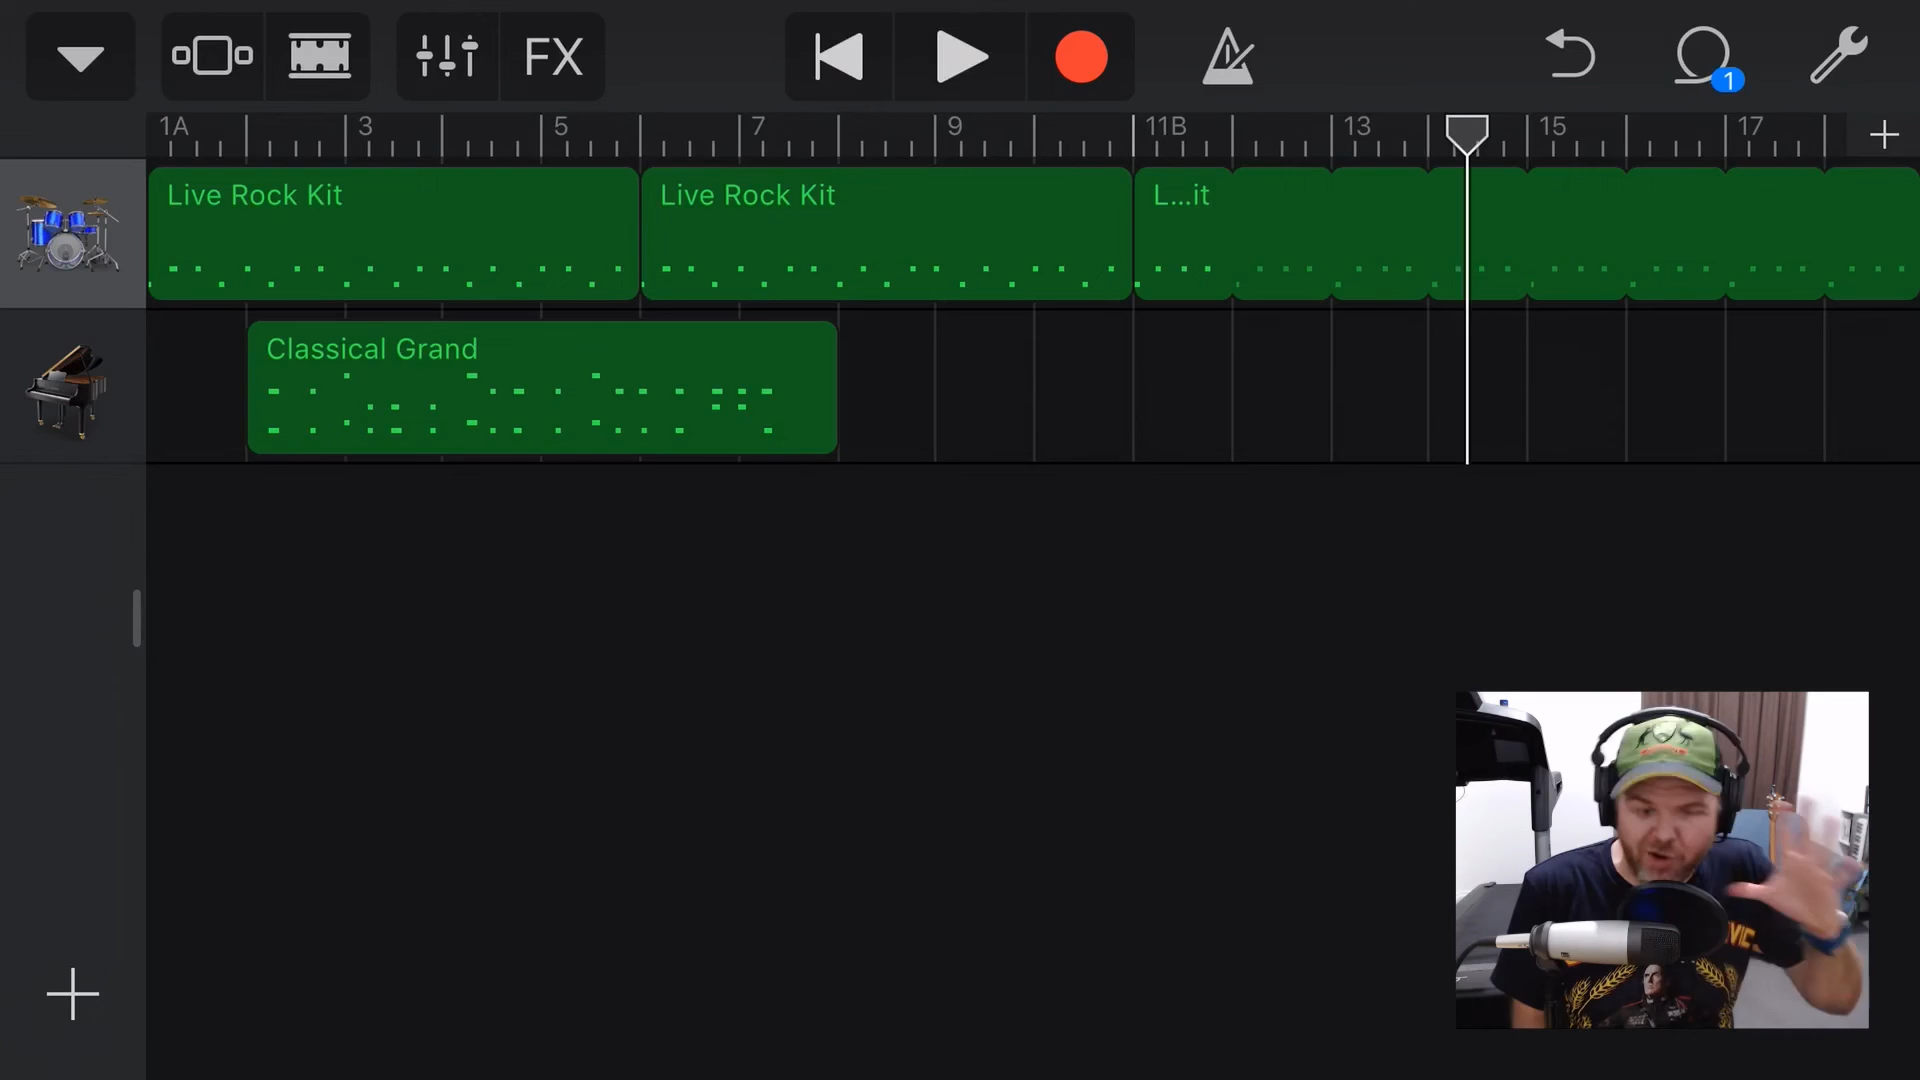 FX
1
1A 3 5 7 9 11B 13 15 17
Live Rock Kit
Live Rock Kit
L...it
Classical Grand